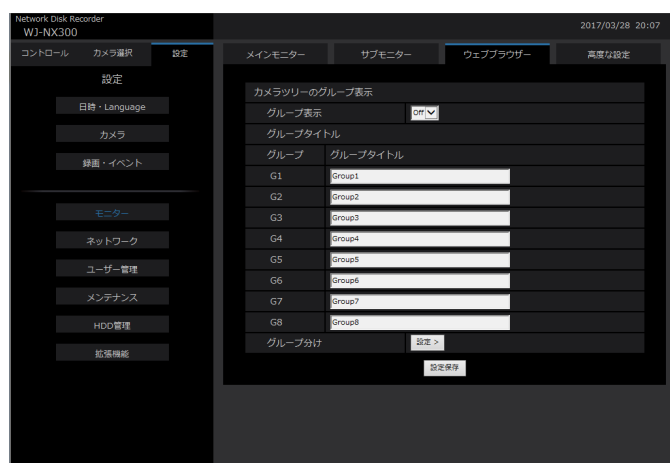 Network Disk Recorder
WJ-NX300
2017/03/28 20:07
コントロール カメラ選択 設定
メインモニター サブモニター ウェブブラウザー 高度な設定
設定
日時・Language
カメラ
録画・イベント
モニター
ネットワーク
ユーザー管理
メンテナンス
HDD管理
拡張機能
カメラツリーのグループ表示
グループ表示 Off
グループタイトル
グループ グループタイトル
G1 Group1
G2 Group2
G3 Group3
G4 Group4
G5 Group5
G6 Group6
G7 Group7
G8 Group8
グループ分け 設定 >
設定保存